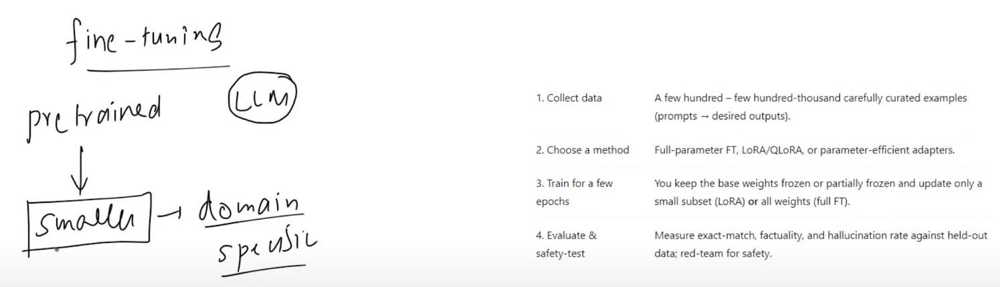 fine-tuning
LLM
pretrained
smaller → domain
specific
1. Collect data
A few hundred – few hundred-thousand carefully curated examples
(prompts → desired outputs).
2. Choose a method
Full-parameter FT, LoRA/QLoRA, or parameter-efficient adapters.
3. Train for a few
epochs
You keep the base weights frozen or partially frozen and update only a
small subset (LoRA) or all weights (full FT).
4. Evaluate &
safety-test
Measure exact-match, factuality, and hallucination rate against held-out
data; red-team for safety.